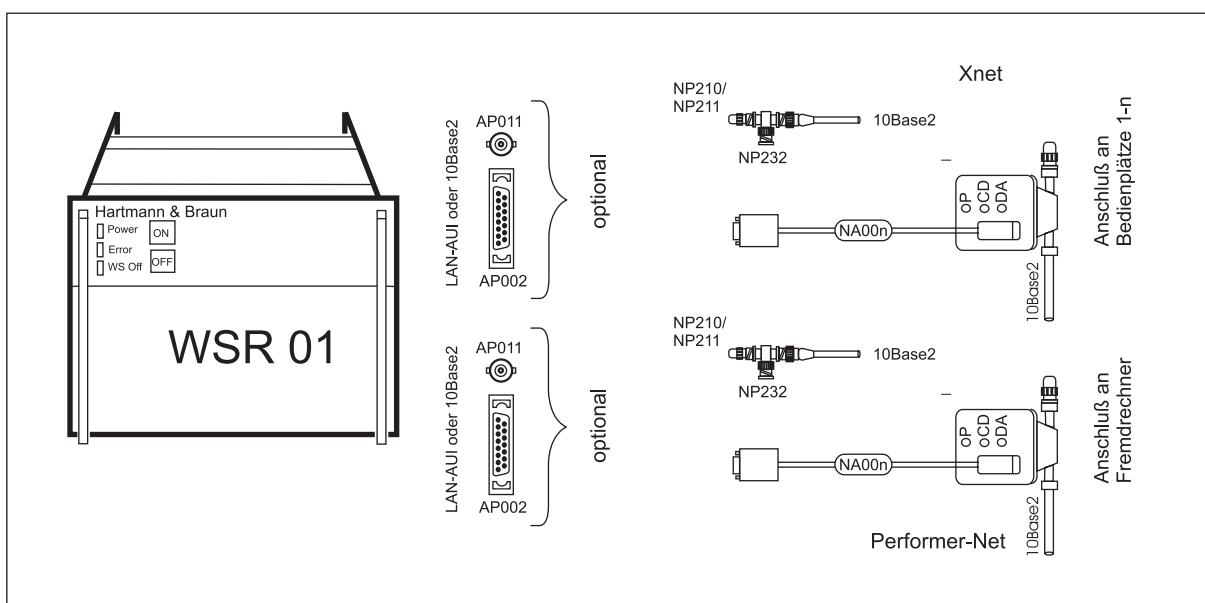 Hartmann & Braun
Power
ON
Error
OFF
WS Off
WSR 01
LAN-AUI oder 10Base2
AP011
AP002
optional
LAN-AUI oder 10Base2
AP011
AP002
optional
Xnet
NP210/
NP211
10Base2
NP232
NA00n
oP
oCD
oDA
10Base2
Anschluß an
Bedienplätze 1-n
NP210/
NP211
10Base2
NP232
NA00n
oP
oCD
oDA
10Base2
Anschluß an
Fremdrechner
Performer-Net